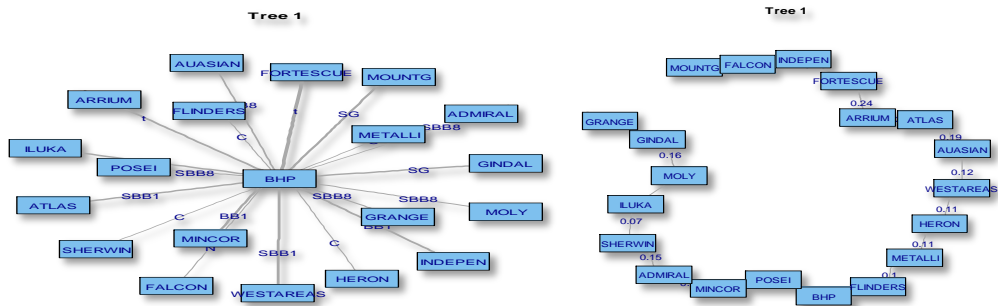 Tree 1
AUASIAN
FORTESCUE
MOUNTG
ARRIUM
FLINDERS
METALLI
ADMIRAL
t
t
SG
C
SBB8
ILUKA
POSEI
SBB8
BHP
SG
GINDAL
ATLAS
SBB1
SBB8
SBB8
MOLY
C
BB1
GRANGE
SHERWIN
MINCOR
SBB1
C
INDEPEN
FALCON
WESTAREAS
HERON
Tree 1
MOUNTG
FALCON
INDEPEN
FORTESCUE
0.24
ARRIUM
ATLAS
0.19
AUASIAN
0.12
WESTAREAS
0.11
HERON
0.11
METALLI
0.1
FLINDERS
BHP
POSEI
MINCOR
ADMIRAL
0.15
SHERWIN
0.07
ILUKA
MOLY
0.16
GINDAL
GRANGE